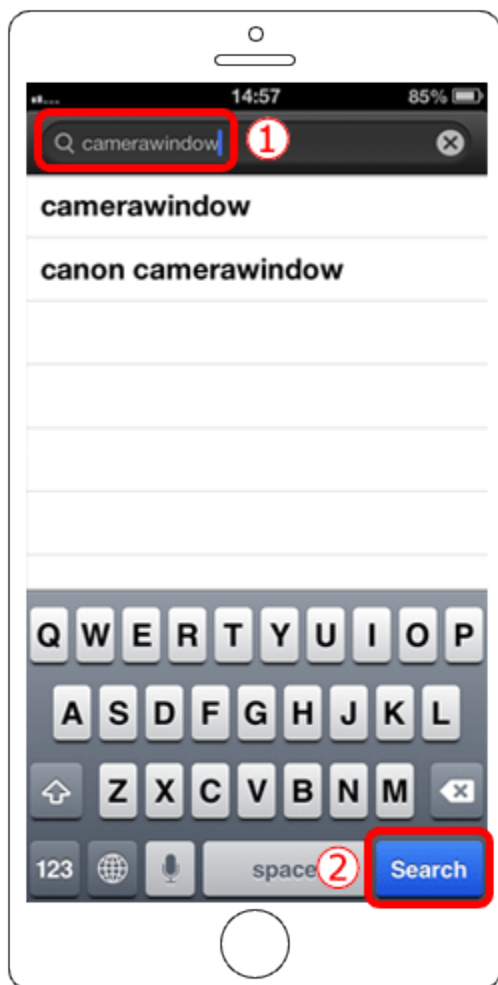 14:57 85%
camerawindow ①
camerawindow
canon camerawindow
Q W E R T Y U I O P
A S D F G H J K L
Z X C V B N M
123 space ② Search